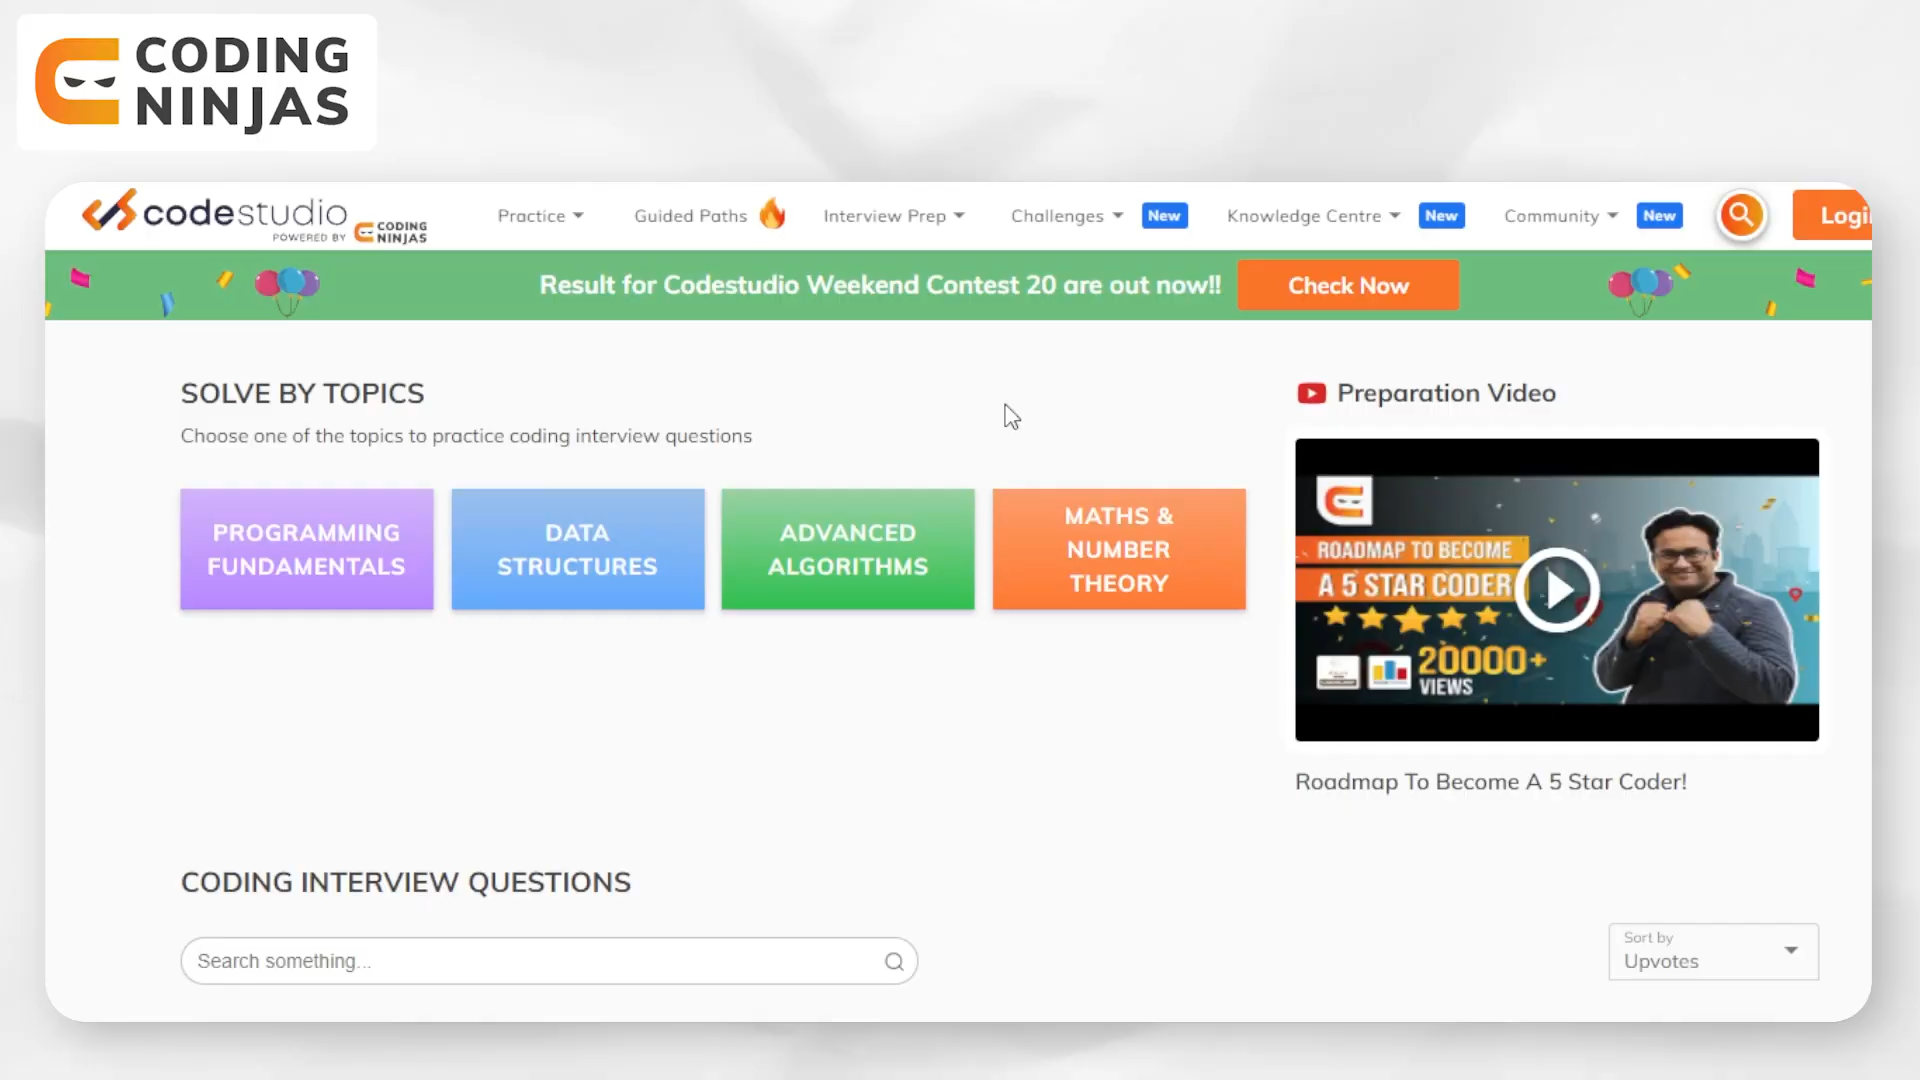 CODING
NINJAS
codestudio
POWERED BY CODING NINJAS
Practice
Guided Paths
Interview Prep
Challenges New
Knowledge Centre New
Community New
Logi
Result for Codestudio Weekend Contest 20 are out now!!
Check Now
SOLVE BY TOPICS
Choose one of the topics to practice coding interview questions
PROGRAMMING
FUNDAMENTALS
DATA
STRUCTURES
ADVANCED
ALGORITHMS
MATHS &
NUMBER
THEORY
Preparation Video
ROADMAP TO BECOME
A 5 STAR CODER
20000+
VIEWS
Roadmap To Become A 5 Star Coder!
CODING INTERVIEW QUESTIONS
Search something...
Sort by
Upvotes